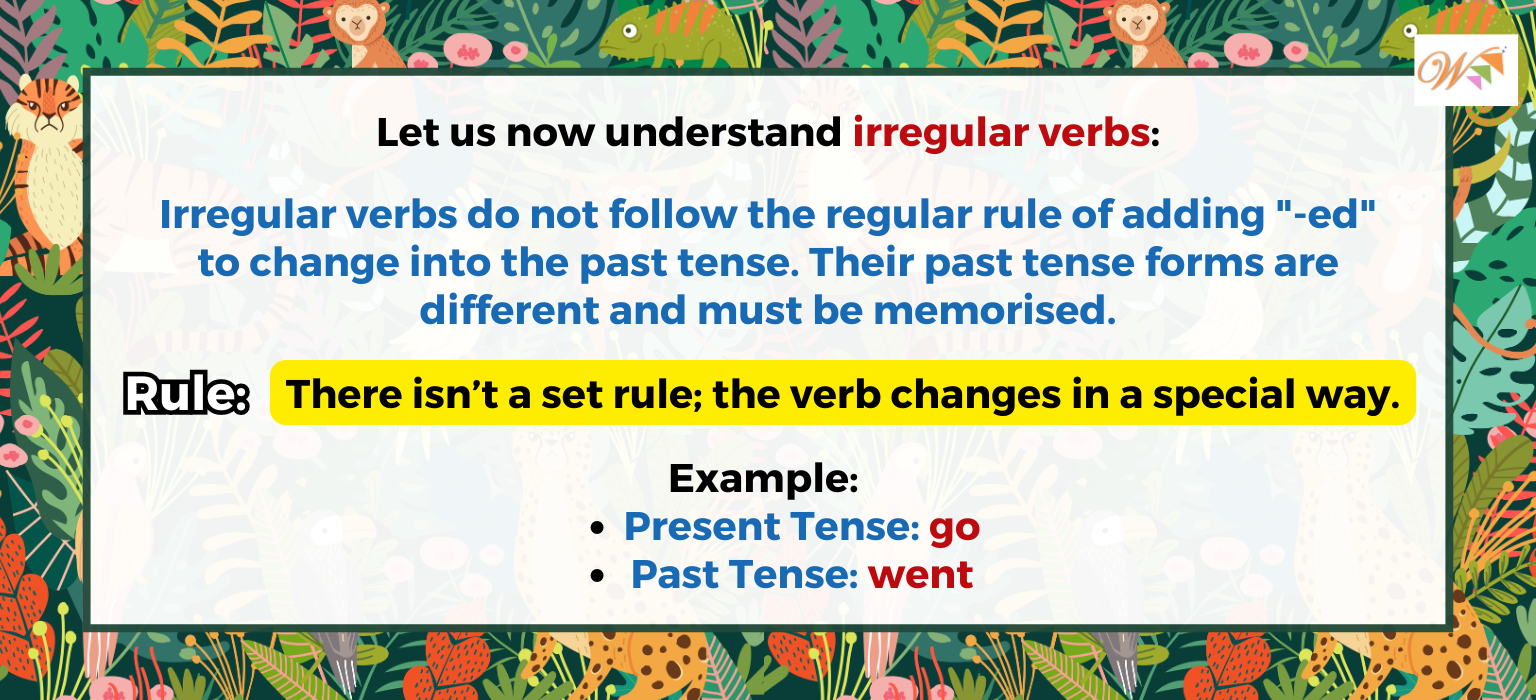 W
Let us now understand irregular verbs:
Irregular verbs do not follow the regular rule of adding "-ed"
to change into the past tense. Their past tense forms are
different and must be memorised.
Rule: There isn’t a set rule; the verb changes in a special way.
Example:
• Present Tense: go
• Past Tense: went